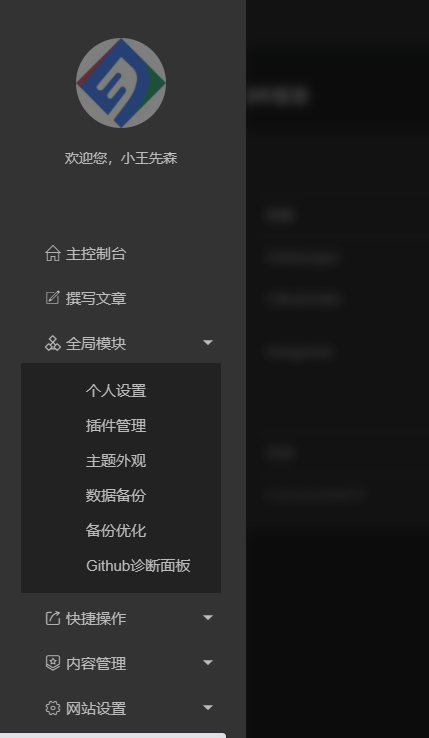 欢迎您，小王先森
主控制台
撰写文章
全局模块
个人设置
插件管理
主题外观
数据备份
备份优化
Github诊断面板
快捷操作
内容管理
网站设置